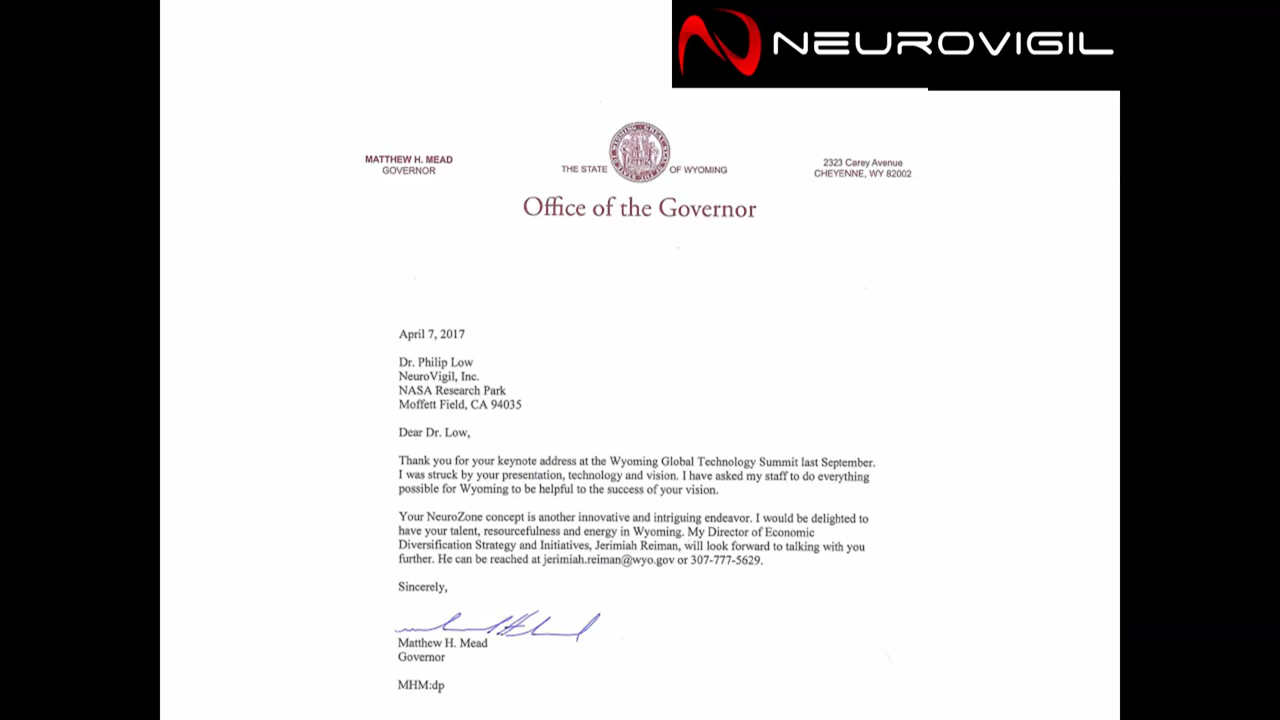 NEUROVIGIL
MATTHEW H. MEAD
GOVERNOR
THE STATE
OF WYOMING
2323 Carey Avenue
CHEYENNE, WY 82002
Office of the Governor
April 7, 2017
Dr. Philip Low
NeuroVigil, Inc.
NASA Research Park
Moffett Field, CA 94035
Dear Dr. Low,
Thank you for your keynote address at the Wyoming Global Technology Summit last September.
I was struck by your presentation, technology and vision. I have asked my staff to do everything
possible for Wyoming to be helpful to the success of your vision.
Your NeuroZone concept is another innovative and intriguing endeavor. I would be delighted to
have your talent, resourcefulness and energy in Wyoming. My Director of Economic
Diversification Strategy and Initiatives, Jerimiah Reiman, will look forward to talking with you
further. He can be reached at jerimiah.reiman@wyo.gov or 307-777-5629.
Sincerely,
Matthew H. Mead
Governor
MHM:dp